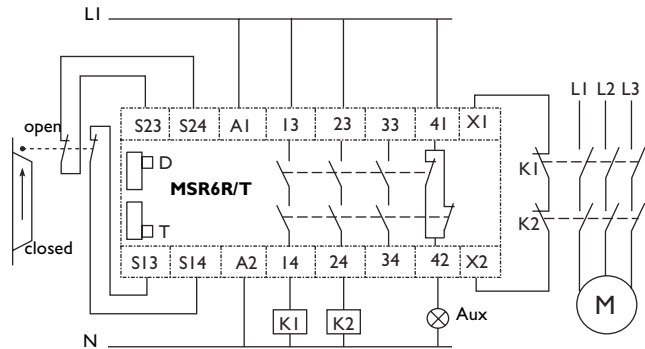 L1
L1 L2 L3
S23 S24 A1 13 23 33 41 X1
open
D
MSR6R/T
K1
T
K2
closed
S13 S14 A2 14 24 34 42 X2
K1 K2 Aux
M
N